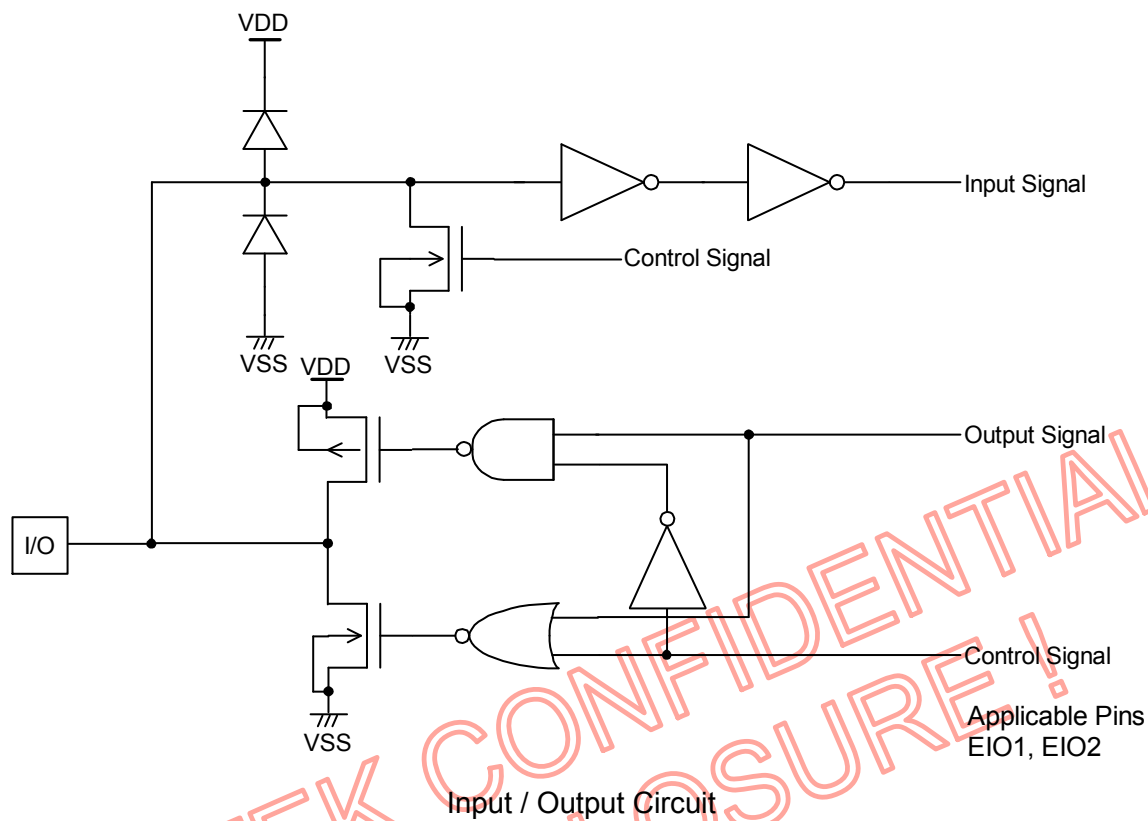 VDD
Input Signal
Control Signal
VSS
VSS
VDD
Output Signal
I/O
Control Signal
VSS
Applicable Pins
EIO1, EIO2
Input / Output Circuit
CONFIDENTIAL